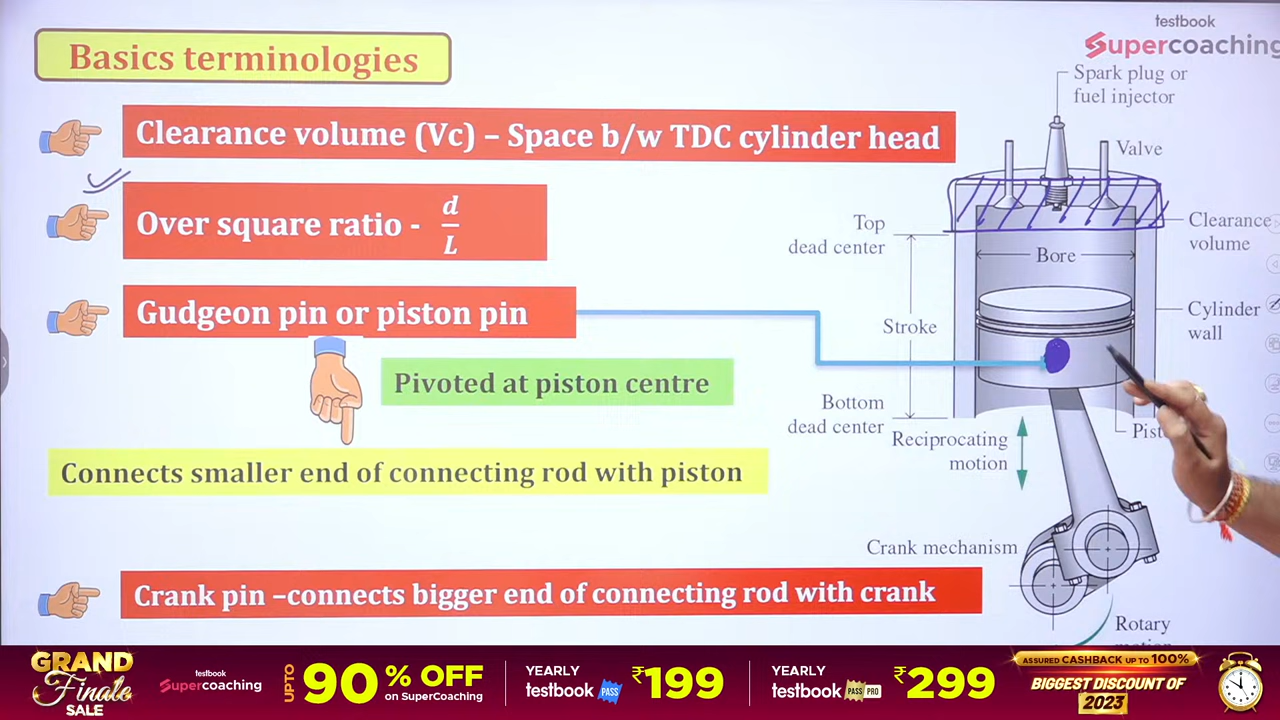 Basics terminologies
testbook
Supercoaching
Spark plug or
fuel injector
Clearance volume (Vc) – Space b/w TDC cylinder head
Valve
Over square ratio - d/L
Top
dead center
Clearance
volume
Bore
Gudgeon pin or piston pin
Stroke
Cylinder
wall
Pivoted at piston centre
Bottom
dead center
Reciprocating
motion
Connects smaller end of connecting rod with piston
Crank mechanism
Crank pin –connects bigger end of connecting rod with crank
Rotary
GRAND
Finale
SALE
testbook
Supercoaching
UPTO 90% OFF
on SuperCoaching
YEARLY
testbook PASS
₹199
YEARLY
testbook PASS PRO
₹299
ASSURED CASHBACK UP TO 100%
BIGGEST DISCOUNT OF
2023